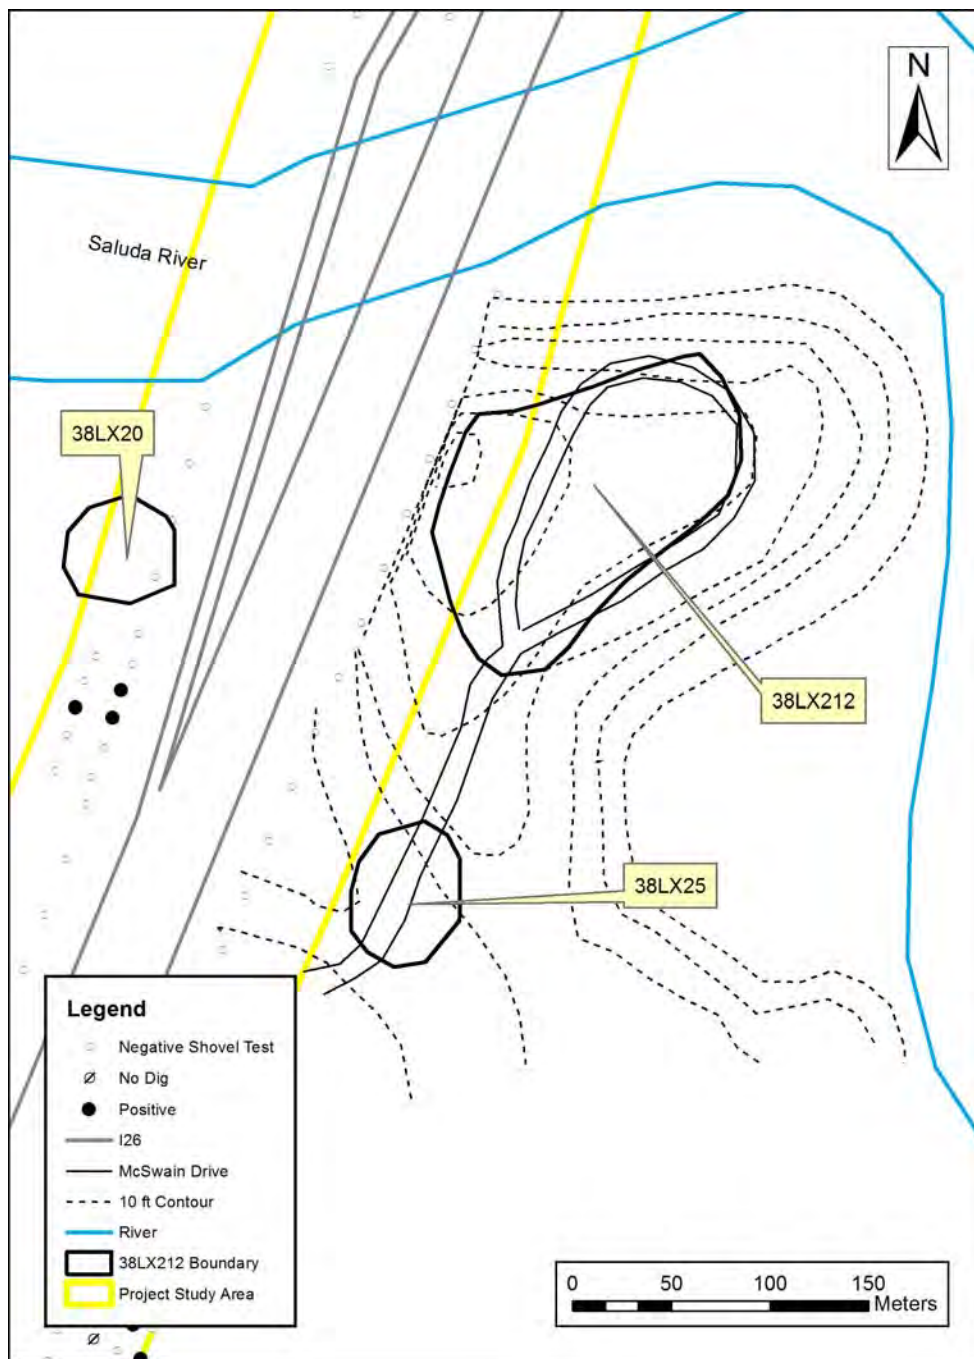 N
Saluda River
38LX20
38LX212
38LX25
Legend
Negative Shovel Test
No Dig
Positive
I26
McSwain Drive
10 ft Contour
River
38LX212 Boundary
Project Study Area
0 50 100 150
Meters